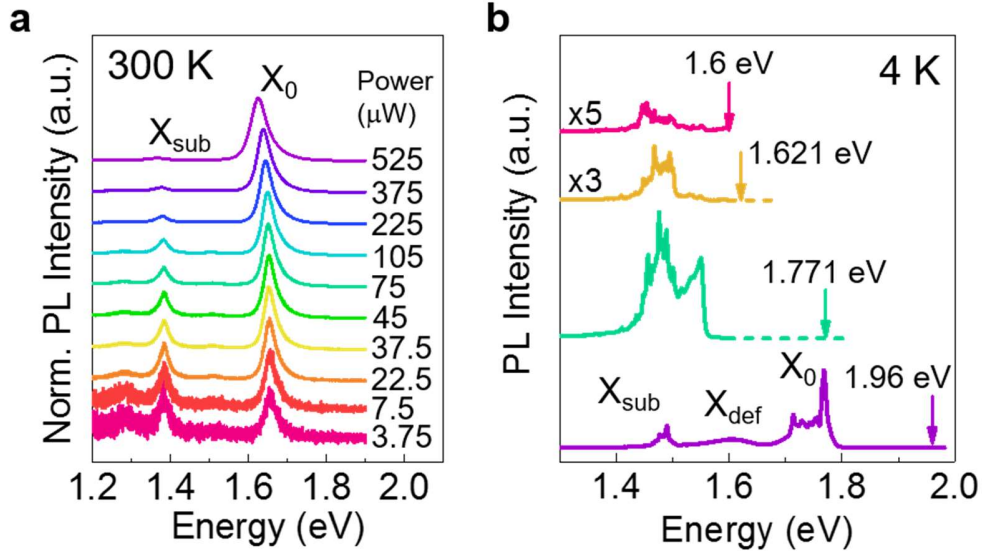 a
300 K
X0
Xsub
Power
(μW)
525
375
225
105
75
45
37.5
22.5
7.5
3.75
Norm. PL Intensity (a.u.)
1.2 1.4 1.6 1.8 2.0
Energy (eV)
b
4 K
1.6 eV
x5
1.621 eV
x3
1.771 eV
X0
1.96 eV
Xsub
Xdef
PL Intensity (a.u.)
1.4 1.6 1.8 2.0
Energy (eV)